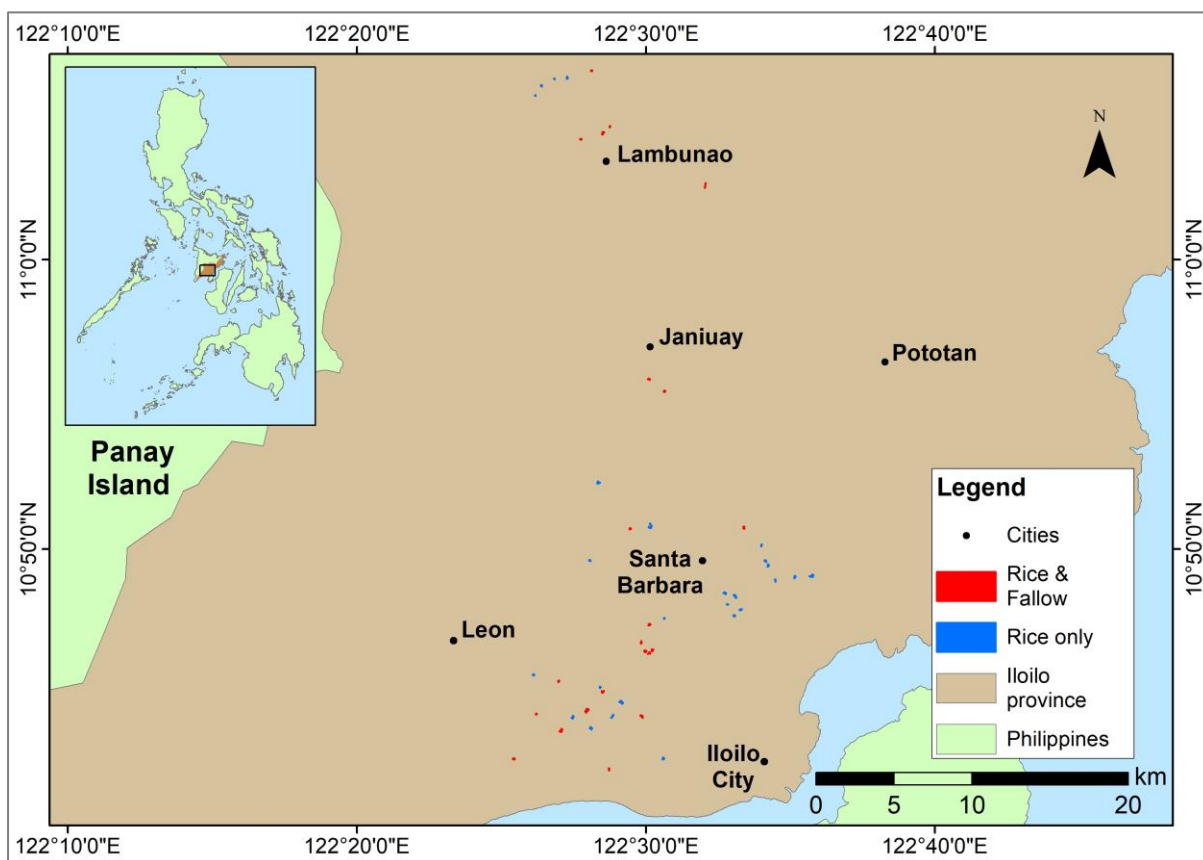 122°10'0"E 122°20'0"E 122°30'0"E 122°40'0"E
N
Lambunao
11°0'0"N 11°0'0"N
Janiuay
Pototan
Panay
Island
Legend
Cities
Rice &
Fallow
Rice only
Iloilo
province
Philippines
10°50'0"N 10°50'0"N
Santa
Barbara
Leon
Iloilo
City
km
0 5 10 20
122°10'0"E 122°20'0"E 122°30'0"E 122°40'0"E